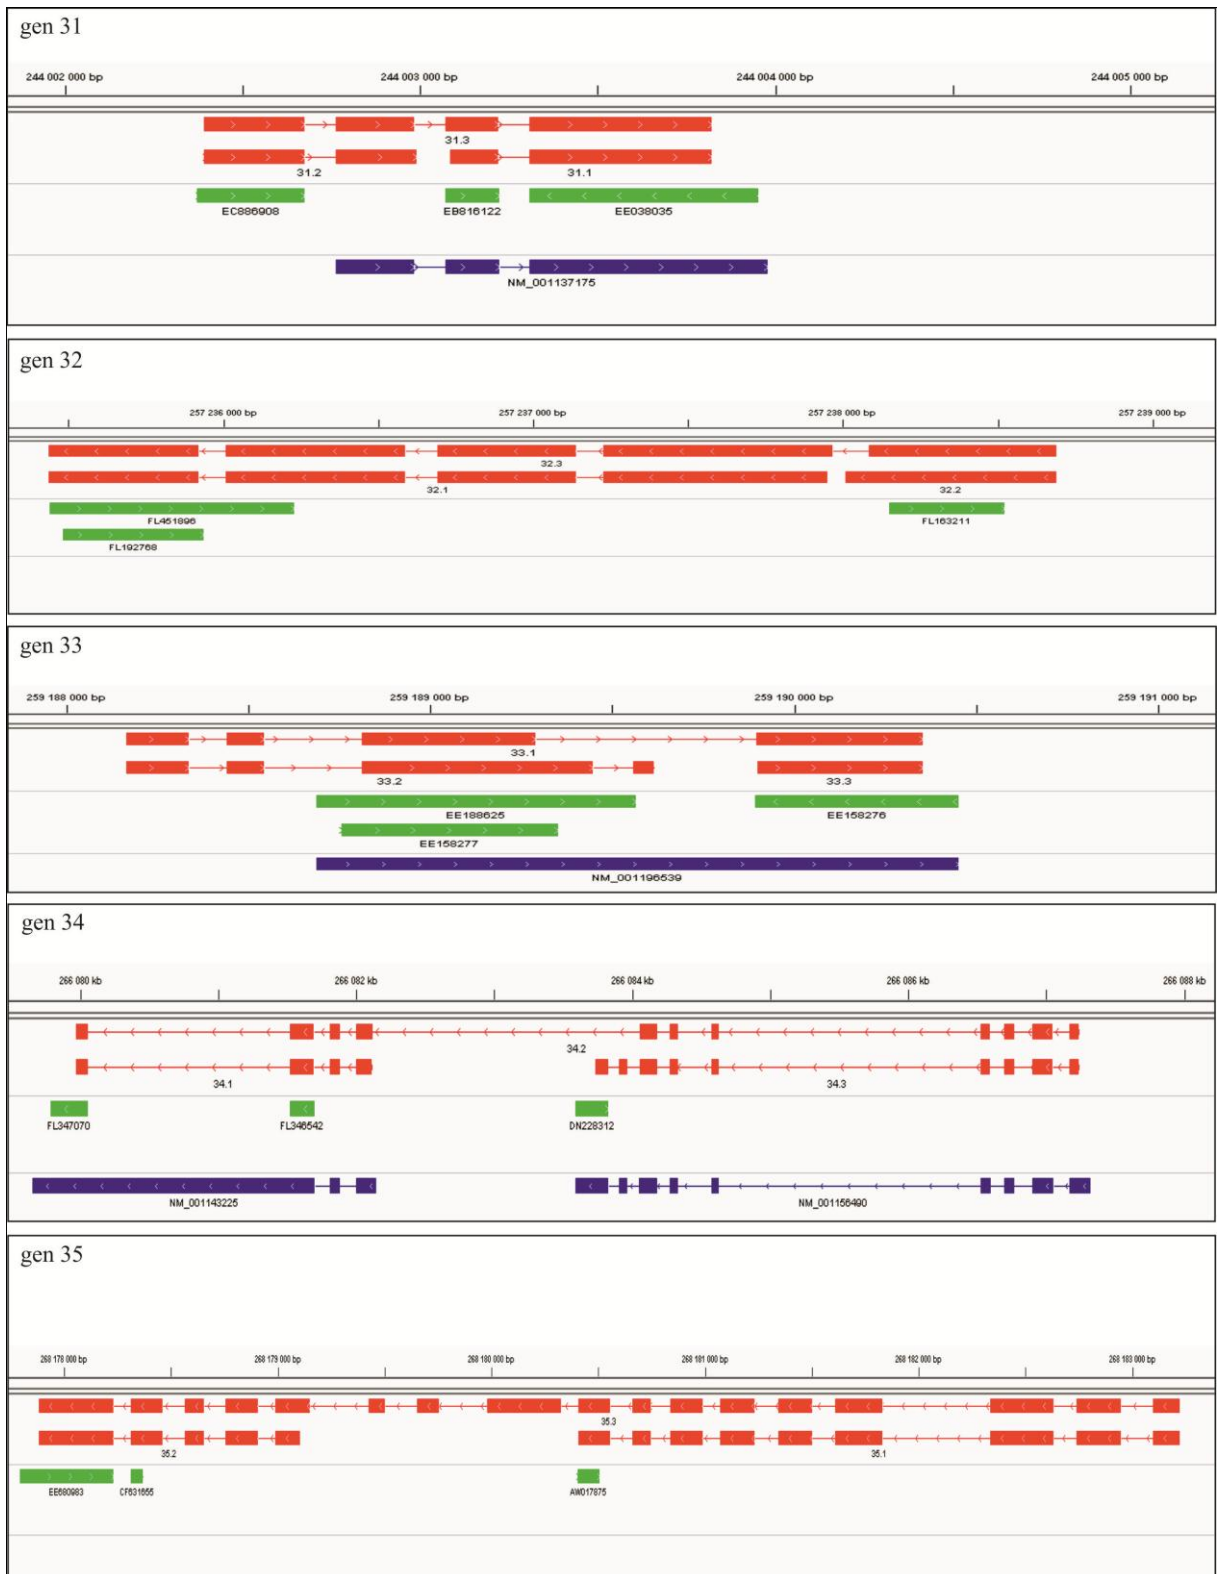 gen 31
244 002 000 bp 244 003 000 bp 244 004 000 bp 244 005 000 bp
31.3
31.2 31.1
EC886908 EB816122 EE038035
NM_001137175
gen 32
257 236 000 bp 257 237 000 bp 257 238 000 bp 257 239 000 bp
32.3
32.1 32.2
FL451896 FL163211
FL192768
gen 33
259 188 000 bp 259 189 000 bp 259 190 000 bp 259 191 000 bp
33.1
33.2 33.3
EE188625 EE158276
EE158277
NM_001196539
gen 34
266 080 kb 266 082 kb 266 084 kb 266 086 kb 266 088 kb
34.2
34.1 34.3
FL347070 FL346542 DN228312
NM_001143225 NM_001156490
gen 35
268 178 000 bp 268 179 000 bp 268 180 000 bp 268 181 000 bp 268 182 000 bp 268 183 000 bp
35.3
35.2 35.1
EE680983 CF631655 AW017875